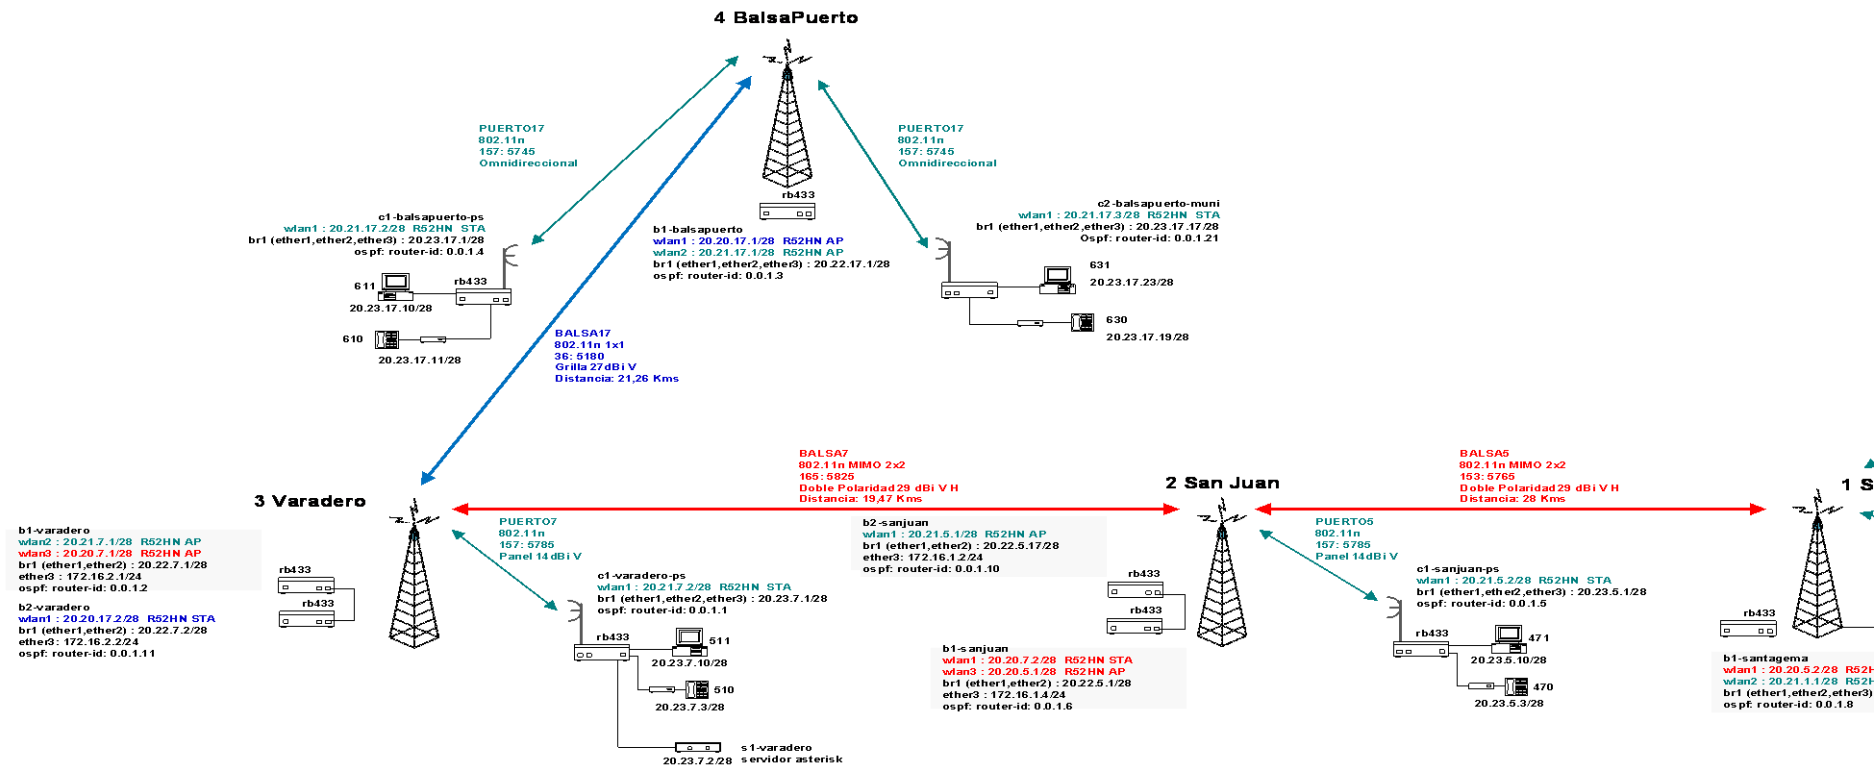 4 BalsaPuerto
PUERTO17
802.11n
157: 5745
Omnidireccional
PUERTO17
802.11n
157: 5745
Omnidireccional
rb433
c1-balsapuerto-ps
wlan1 : 20.21.17.2/28 R52HN STA
br1 (ether1,ether2,ether3) : 20.23.17.1/28
ospf: router-id: 0.0.1.4
b1-balsapuerto
wlan1 : 20.20.17.1/28 R52HN AP
wlan2 : 20.21.17.1/28 R52HN AP
br1 (ether1,ether2,ether3) : 20.22.17.1/28
ospf: router-id: 0.0.1.3
c2-balsapuerto-muni
wlan1 : 20.21.17.3/28 R52HN STA
br1 (ether1,ether2,ether3) : 20.23.17.17/28
Ospf: router-id: 0.0.1.21
611
rb433
20.23.17.10/28
610
20.23.17.11/28
631
20.23.17.23/28
630
20.23.17.19/28
BALSA17
802.11n 1x1
36: 5180
Grilla 27dBi V
Distancia: 21,26 Kms
3 Varadero
BALSA7
802.11n MIMO 2x2
165: 5825
Doble Polaridad 29 dBi V H
Distancia: 19,47 Kms
2 San Juan
BALSA5
802.11n MIMO 2x2
153: 5765
Doble Polaridad 29 dBi V H
Distancia: 28 Kms
1 S
b1-varadero
wlan2 : 20.21.7.1/28 R52HN AP
wlan3 : 20.20.7.1/28 R52HN AP
br1 (ether1,ether2) : 20.22.7.1/28
ether3 : 172.16.2.1/24
ospf: router-id: 0.0.1.2
b2-varadero
wlan1 : 20.20.17.2/28 R52HN STA
br1 (ether1,ether2) : 20.22.7.2/28
ether3: 172.16.2.2/24
ospf: router-id: 0.0.1.11
rb433
rb433
PUERTO7
802.11n
157: 5785
Panel 14dBi V
c1-varadero-ps
wlan1 : 20.21.7.2/28 R52HN STA
br1 (ether1,ether2,ether3) : 20.23.7.1/28
ospf: router-id: 0.0.1.1
rb433
511
20.23.7.10/28
510
20.23.7.3/28
s1-varadero
20.23.7.2/28 servidor asterisk
b2-sanjuan
wlan1 : 20.21.5.1/28 R52HN AP
br1 (ether1,ether2) : 20.22.5.17/28
ether3: 172.16.1.2/24
ospf: router-id: 0.0.1.10
rb433
rb433
b1-sanjuan
wlan1 : 20.20.7.2/28 R52HN STA
wlan3 : 20.20.5.1/28 R52HN AP
br1 (ether1,ether2) : 20.22.5.1/28
ether3 : 172.16.1.4/24
ospf: router-id: 0.0.1.6
PUERTO5
802.11n
157: 5785
Panel 14dBi V
c1-sanjuan-ps
wlan1 : 20.21.5.2/28 R52HN STA
br1 (ether1,ether2,ether3) : 20.23.5.1/28
ospf: router-id: 0.0.1.5
rb433
471
20.23.5.10/28
470
20.23.5.3/28
rb433
b1-santagema
wlan1 : 20.20.5.2/28 R52H
wlan2 : 20.21.1.1/28 R52H
br1 (ether1,ether2,ether3)
ospf: router-id: 0.0.1.8